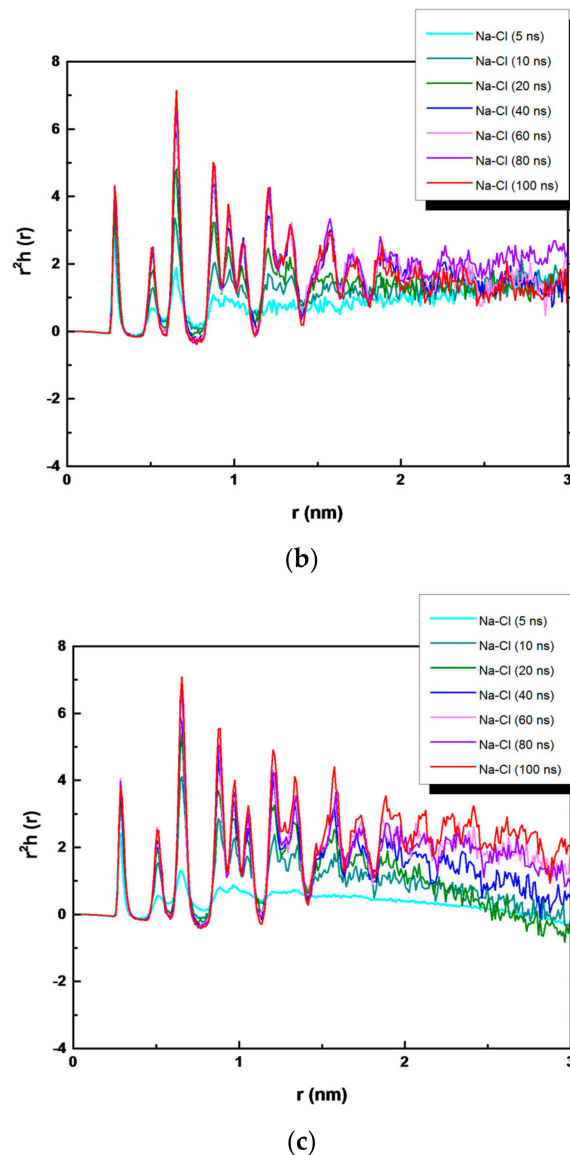 Na-Cl (5 ns)
Na-Cl (10 ns)
Na-Cl (20 ns)
Na-Cl (40 ns)
Na-Cl (60 ns)
Na-Cl (80 ns)
Na-Cl (100 ns)
8
6
4
2
0
-2
-4
r²h (r)
0 1 2 3
r (nm)
(b)
Na-Cl (5 ns)
Na-Cl (10 ns)
Na-Cl (20 ns)
Na-Cl (40 ns)
Na-Cl (60 ns)
Na-Cl (80 ns)
Na-Cl (100 ns)
8
6
4
2
0
-2
-4
r²h (r)
0 1 2 3
r (nm)
(c)